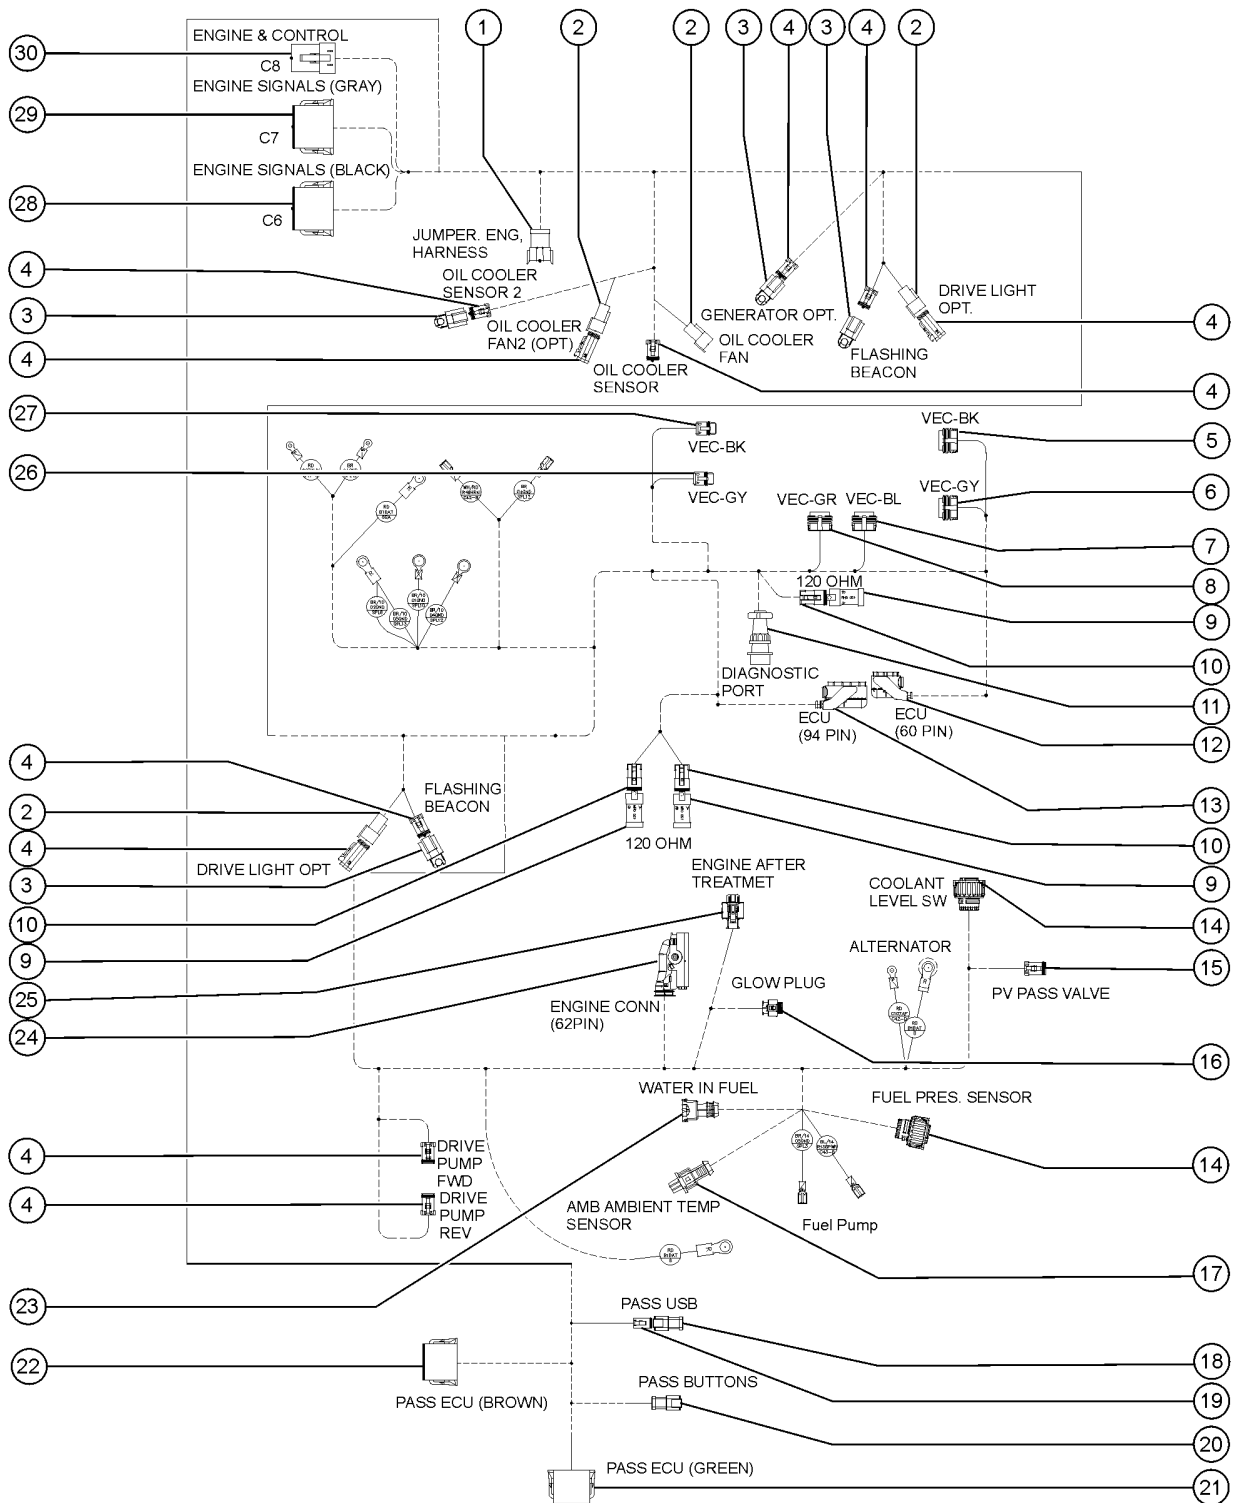 1
2
2
3
4
3
4
2
ENGINE & CONTROL
30
C8
ENGINE SIGNALS (GRAY)
29
C7
ENGINE SIGNALS (BLACK)
28
C6
JUMPER. ENG,
HARNESS
4
OIL COOLER
SENSOR 2
3
OIL COOLER
FAN2 (OPT)
4
OIL COOLER
SENSOR
OIL COOLER
FAN
GENERATOR OPT.
FLASHING
BEACON
DRIVE LIGHT
OPT.
4
4
27
VEC-BK
VEC-BK
5
26
VEC-GY
VEC-GY
6
VEC-GR
VEC-BL
7
8
120 OHM
9
10
DIAGNOSTIC
PORT
11
ECU
(94 PIN)
ECU
(60 PIN)
12
13
4
FLASHING
BEACON
2
4
DRIVE LIGHT OPT
3
10
9
120 OHM
10
9
ENGINE AFTER
TREATMET
COOLANT
LEVEL SW
14
25
24
ENGINE CONN
(62PIN)
GLOW PLUG
ALTERNATOR
PV PASS VALVE
15
16
WATER IN FUEL
FUEL PRES. SENSOR
14
4
DRIVE
PUMP
FWD
4
DRIVE
PUMP
REV
AMB AMBIENT TEMP
SENSOR
Fuel Pump
17
23
PASS USB
18
19
22
PASS ECU (BROWN)
PASS BUTTONS
20
PASS ECU (GREEN)
21